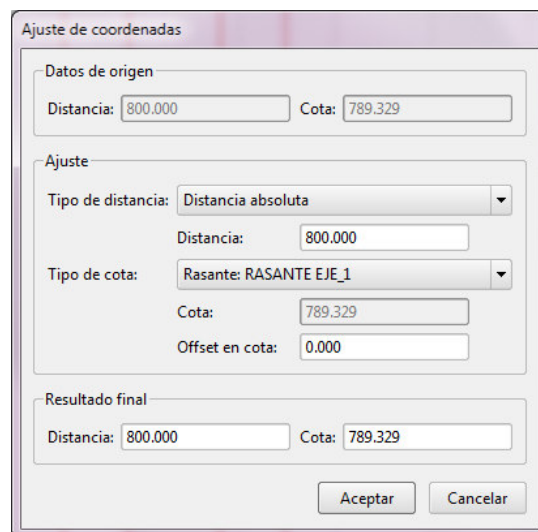 Ajuste de coordenadas
Datos de origen
Distancia: 800.000 Cota: 789.329
Ajuste
Tipo de distancia: Distancia absoluta
Distancia: 800.000
Tipo de cota: Rasante: RASANTE EJE_1
Cota: 789.329
Offset en cota: 0.000
Resultado final
Distancia: 800.000 Cota: 789.329
Aceptar Cancelar